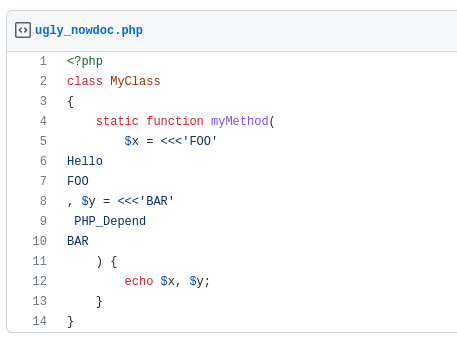 ugly_nowdoc.php
1 <?php
2 class MyClass
3 {
4     static function myMethod(
5         $x = <<<'FOO'
6 Hello
7 FOO
8 , $y = <<<'BAR'
9  PHP_Depend
10 BAR
11     ) {
12         echo $x, $y;
13     }
14 }